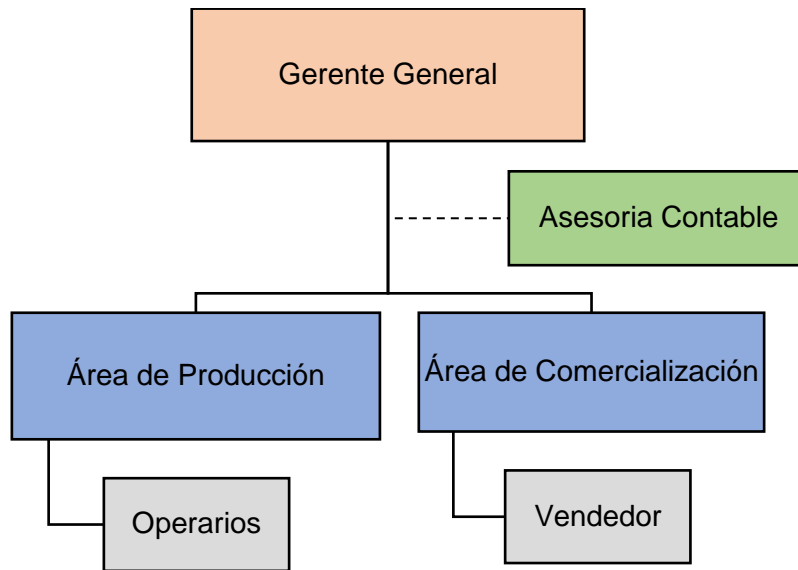 Gerente General
Asesoria Contable
Área de Producción
Área de Comercialización
Operarios
Vendedor